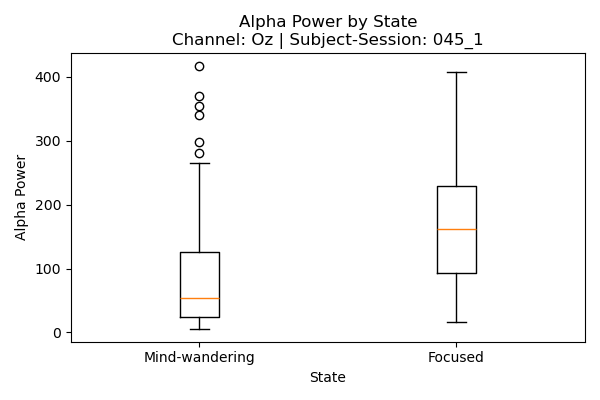 Alpha Power by State
Channel: Oz | Subject-Session: 045_1
Alpha Power
400
300
200
100
0
Mind-wandering
Focused
State